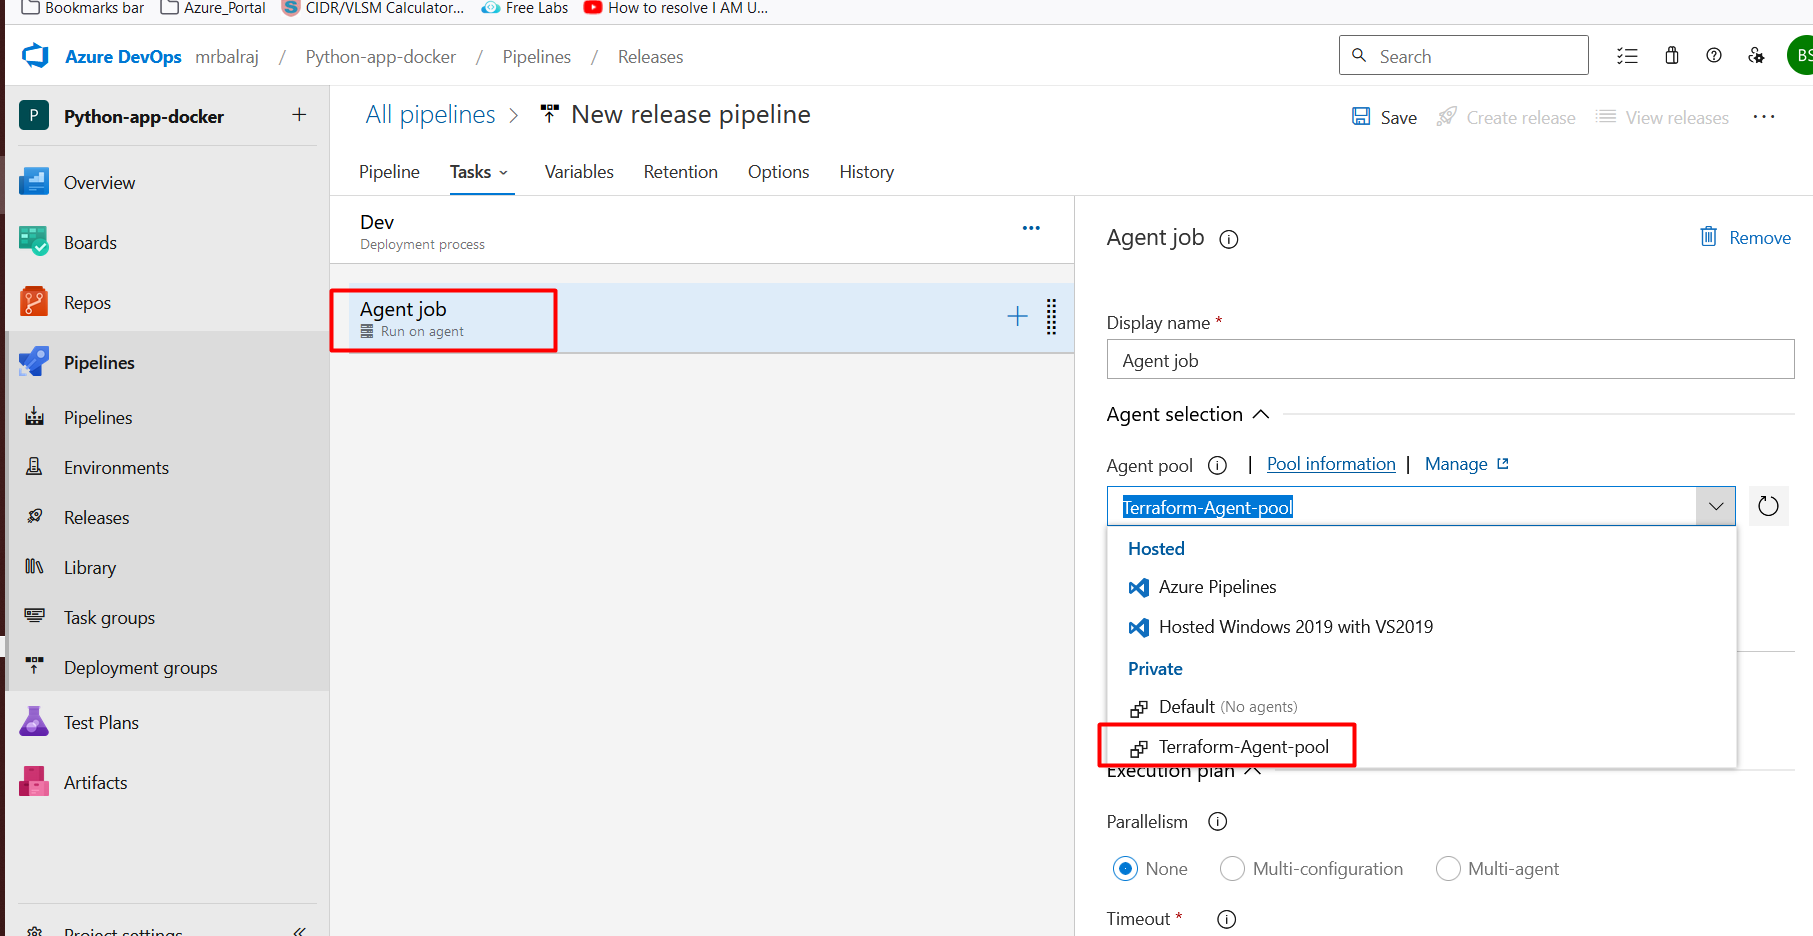 Bookmarks bar Azure_Portal CIDR/VLSM Calculator... Free Labs How to resolve I AM U...
Azure DevOps mrbalraj / Python-app-docker / Pipelines / Releases
Search
BS
P Python-app-docker +
Overview
Boards
Repos
Pipelines
Pipelines
Environments
Releases
Library
Task groups
Deployment groups
Test Plans
Artifacts
Project settings
All pipelines > New release pipeline
Save Create release View releases ...
Pipeline Tasks Variables Retention Options History
Dev
Deployment process
Agent job
Run on agent
Agent job
Remove
Display name *
Agent job
Agent selection
Agent pool | Pool information | Manage
Terraform-Agent-pool
Hosted
Azure Pipelines
Hosted Windows 2019 with VS2019
Private
Default (No agents)
Terraform-Agent-pool
Execution plan
Parallelism
None Multi-configuration Multi-agent
Timeout *